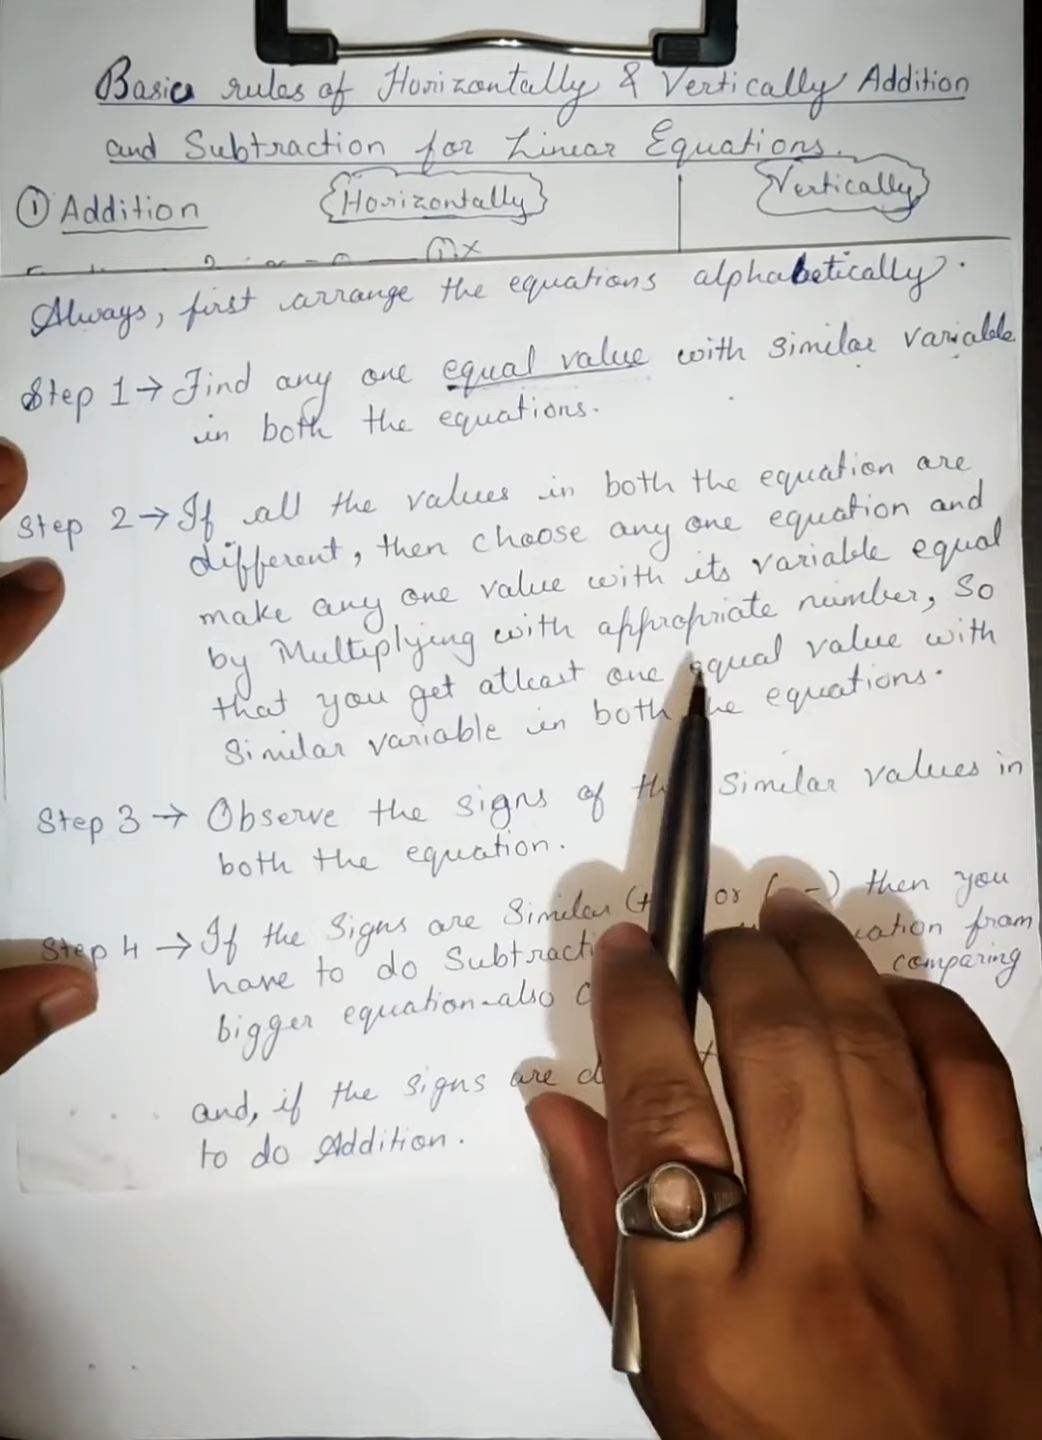 Basic rules of Horizontally & Vertically Addition
and Subtraction for Linear Equations.
① Addition Horizontally Vertically
Always, first arrange the equations alphabetically.
Step 1 → Find any one equal value with similar variable
in both the equations.
Step 2 → If all the values in both the equation are
different, then choose any one equation and
make any one value with its variable equal
by Multiplying with appropriate number, So
that you get atleast one equal value with
Similar variable in both the equations.
Step 3 → Observe the signs of the Similar values in
both the equation.
Step 4 → If the Signs are Similar or then you
have to do from
bigger equation also comparing
and, if the signs are
to do Addition.